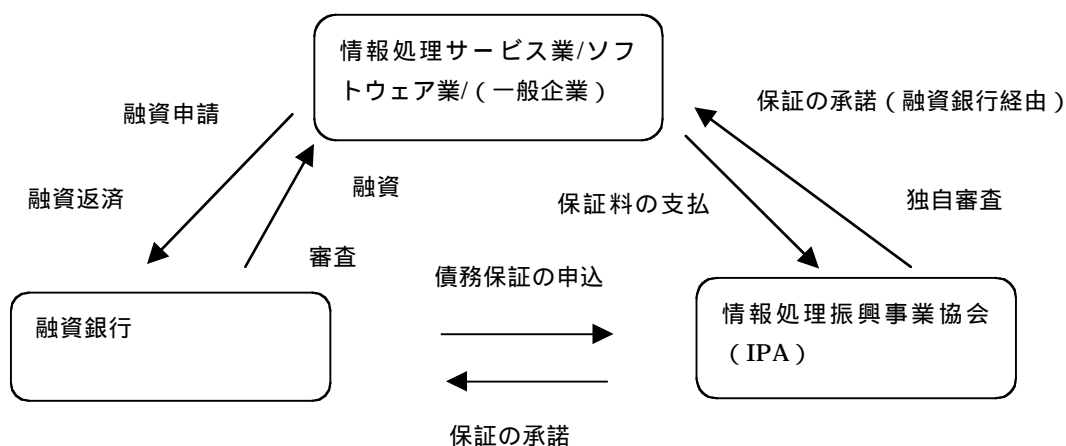 情報処理サービス業/ソフ
トウェア業/（一般企業）
融資申請
保証の承諾（融資銀行経由）
融資返済
融資
保証料の支払
独自審査
審査
債務保証の申込
融資銀行
情報処理振興事業協会
（IPA）
保証の承諾